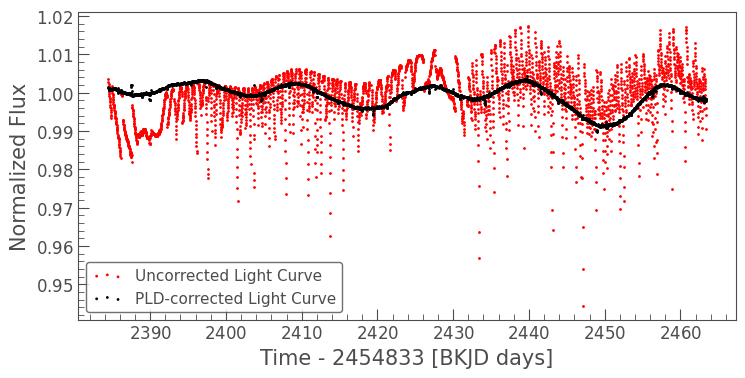 1.02
1.01
1.00
0.99
0.98
0.97
0.96
0.95
Normalized Flux
Uncorrected Light Curve
PLD-corrected Light Curve
2390 2400 2410 2420 2430 2440 2450 2460
Time - 2454833 [BKJD days]